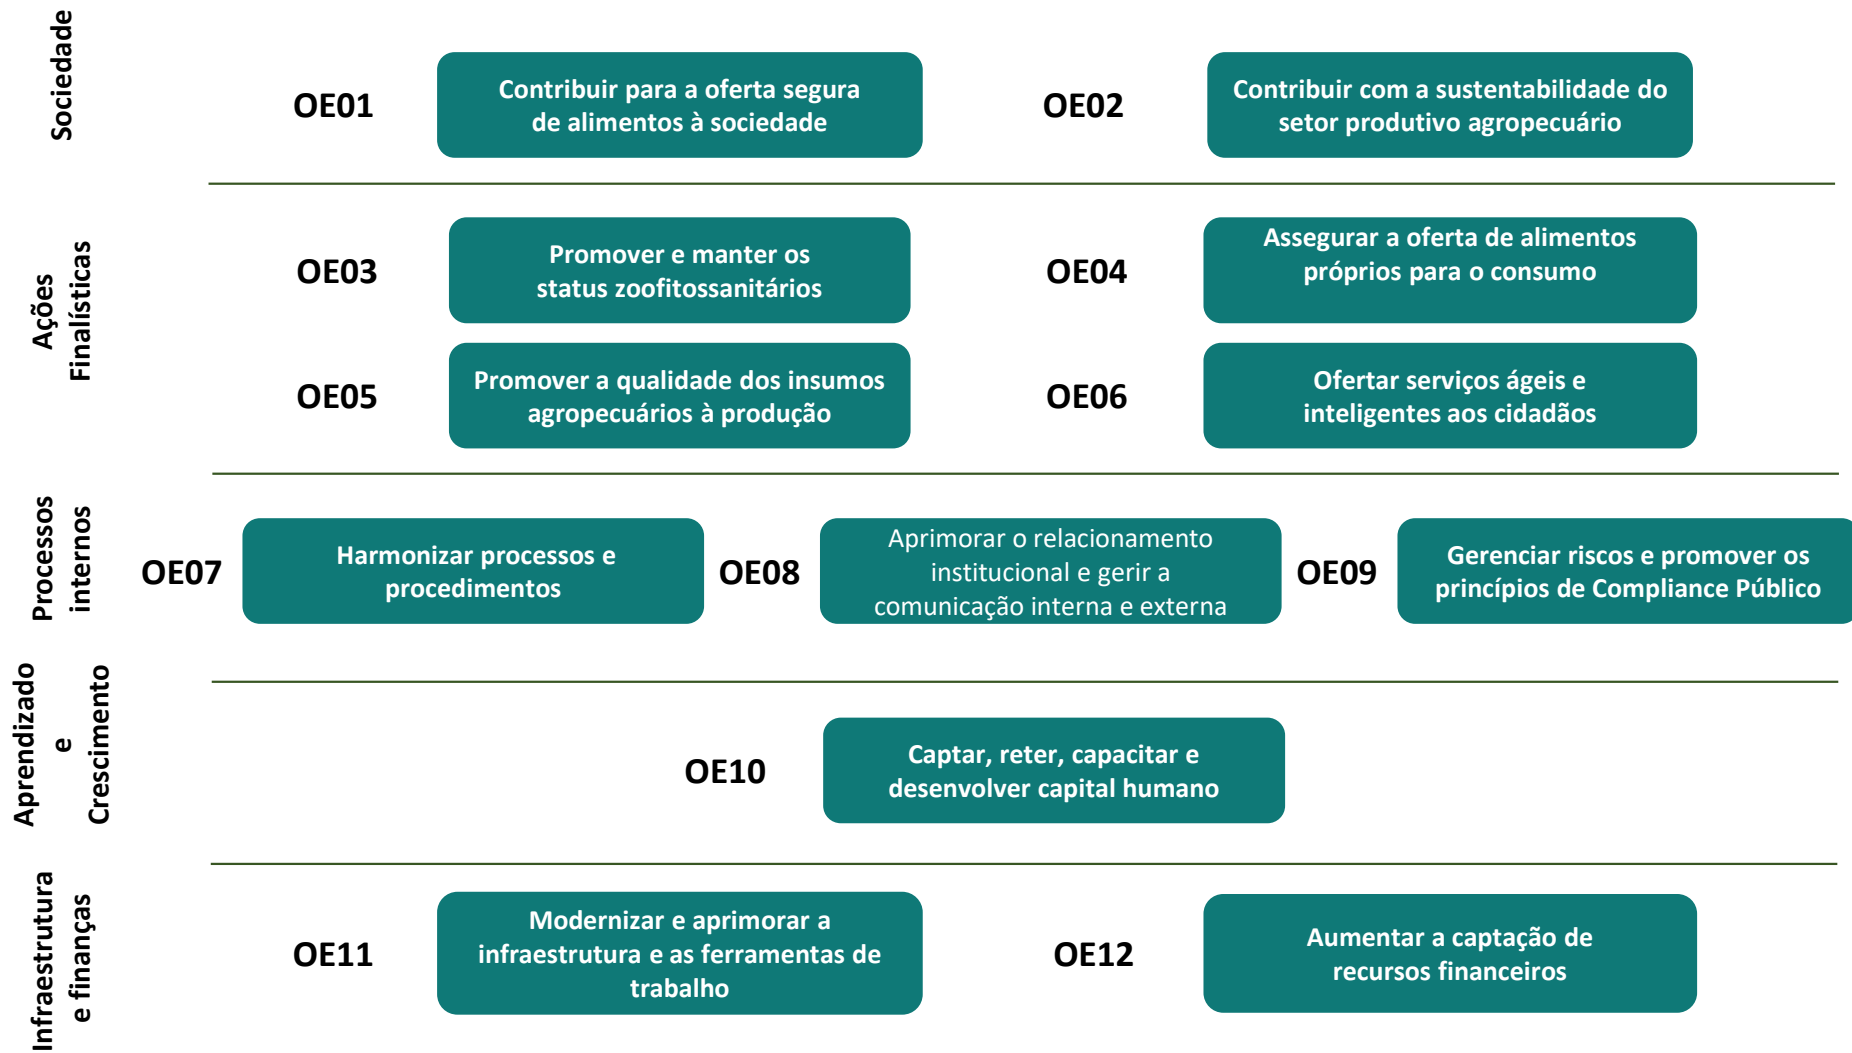 Sociedade
OE01
Contribuir para a oferta segura
de alimentos à sociedade
OE02
Contribuir com a sustentabilidade do
setor produtivo agropecuário
Ações
Finalísticas
OE03
Promover e manter os
status zoofitossanitários
OE04
Assegurar a oferta de alimentos
próprios para o consumo
OE05
Promover a qualidade dos insumos
agropecuários à produção
OE06
Ofertar serviços ágeis e
inteligentes aos cidadãos
Processos
internos
OE07
Harmonizar processos e
procedimentos
OE08
Aprimorar o relacionamento
institucional e gerir a
comunicação interna e externa
OE09
Gerenciar riscos e promover os
princípios de Compliance Público
Aprendizado
e
Crescimento
OE10
Captar, reter, capacitar e
desenvolver capital humano
Infraestrutura
e finanças
OE11
Modernizar e aprimorar a
infraestrutura e as ferramentas de
trabalho
OE12
Aumentar a captação de
recursos financeiros